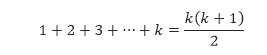 1 + 2 + 3 + ⋯ + k = k(k + 1)/2